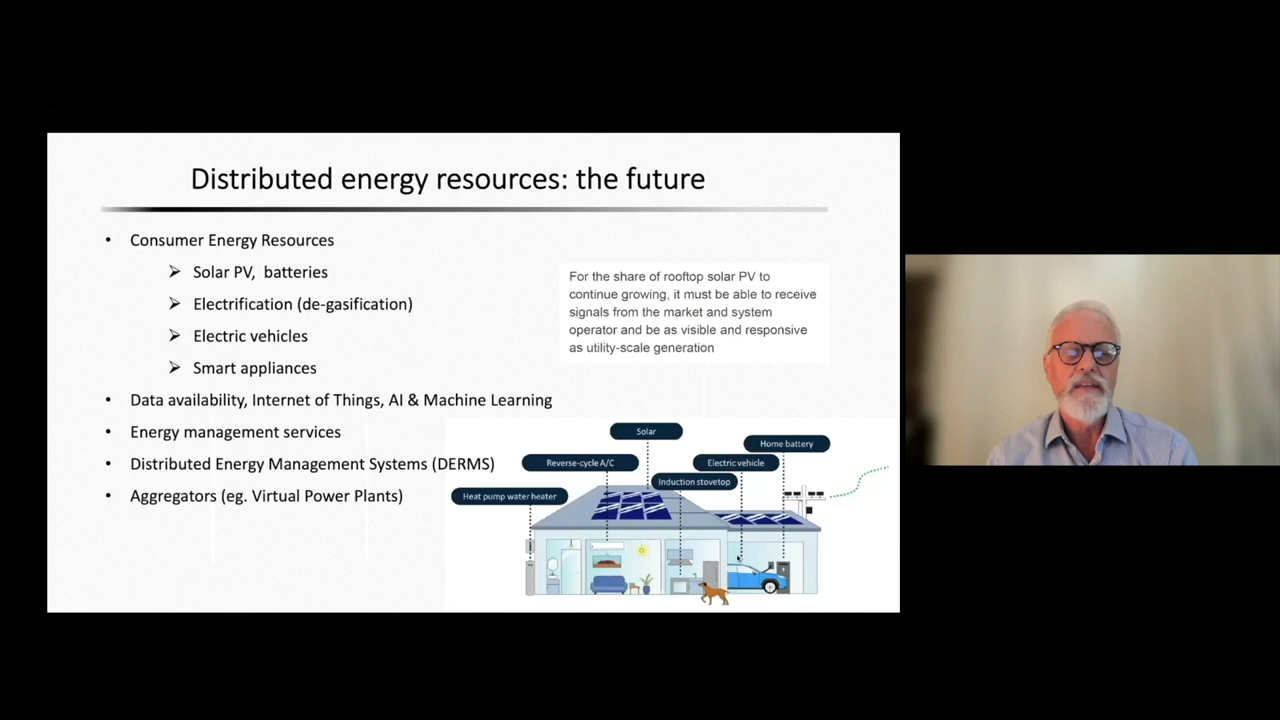 Distributed energy resources: the future
• Consumer Energy Resources
➢ Solar PV, batteries
➢ Electrification (de-gasification)
➢ Electric vehicles
➢ Smart appliances
• Data availability, Internet of Things, AI & Machine Learning
• Energy management services
• Distributed Energy Management Systems (DERMS)
• Aggregators (eg. Virtual Power Plants)
For the share of rooftop solar PV to
continue growing, it must be able to receive
signals from the market and system
operator and be as visible and responsive
as utility-scale generation
Solar
Home battery
Reverse-cycle A/C
Electric vehicle
Induction stovetop
Heat pump water heater